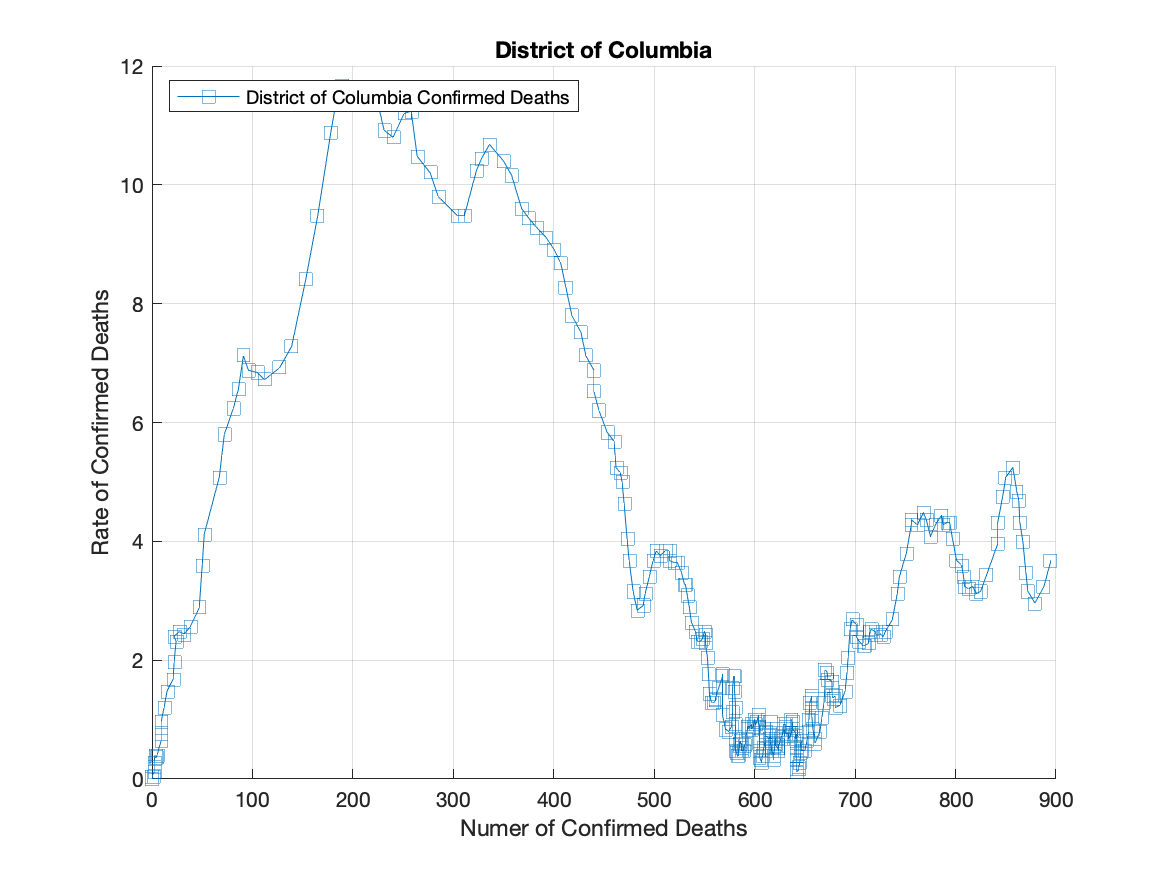 District of Columbia
District of Columbia Confirmed Deaths
Rate of Confirmed Deaths
12
10
8
6
4
2
0
0 100 200 300 400 500 600 700 800 900
Numer of Confirmed Deaths